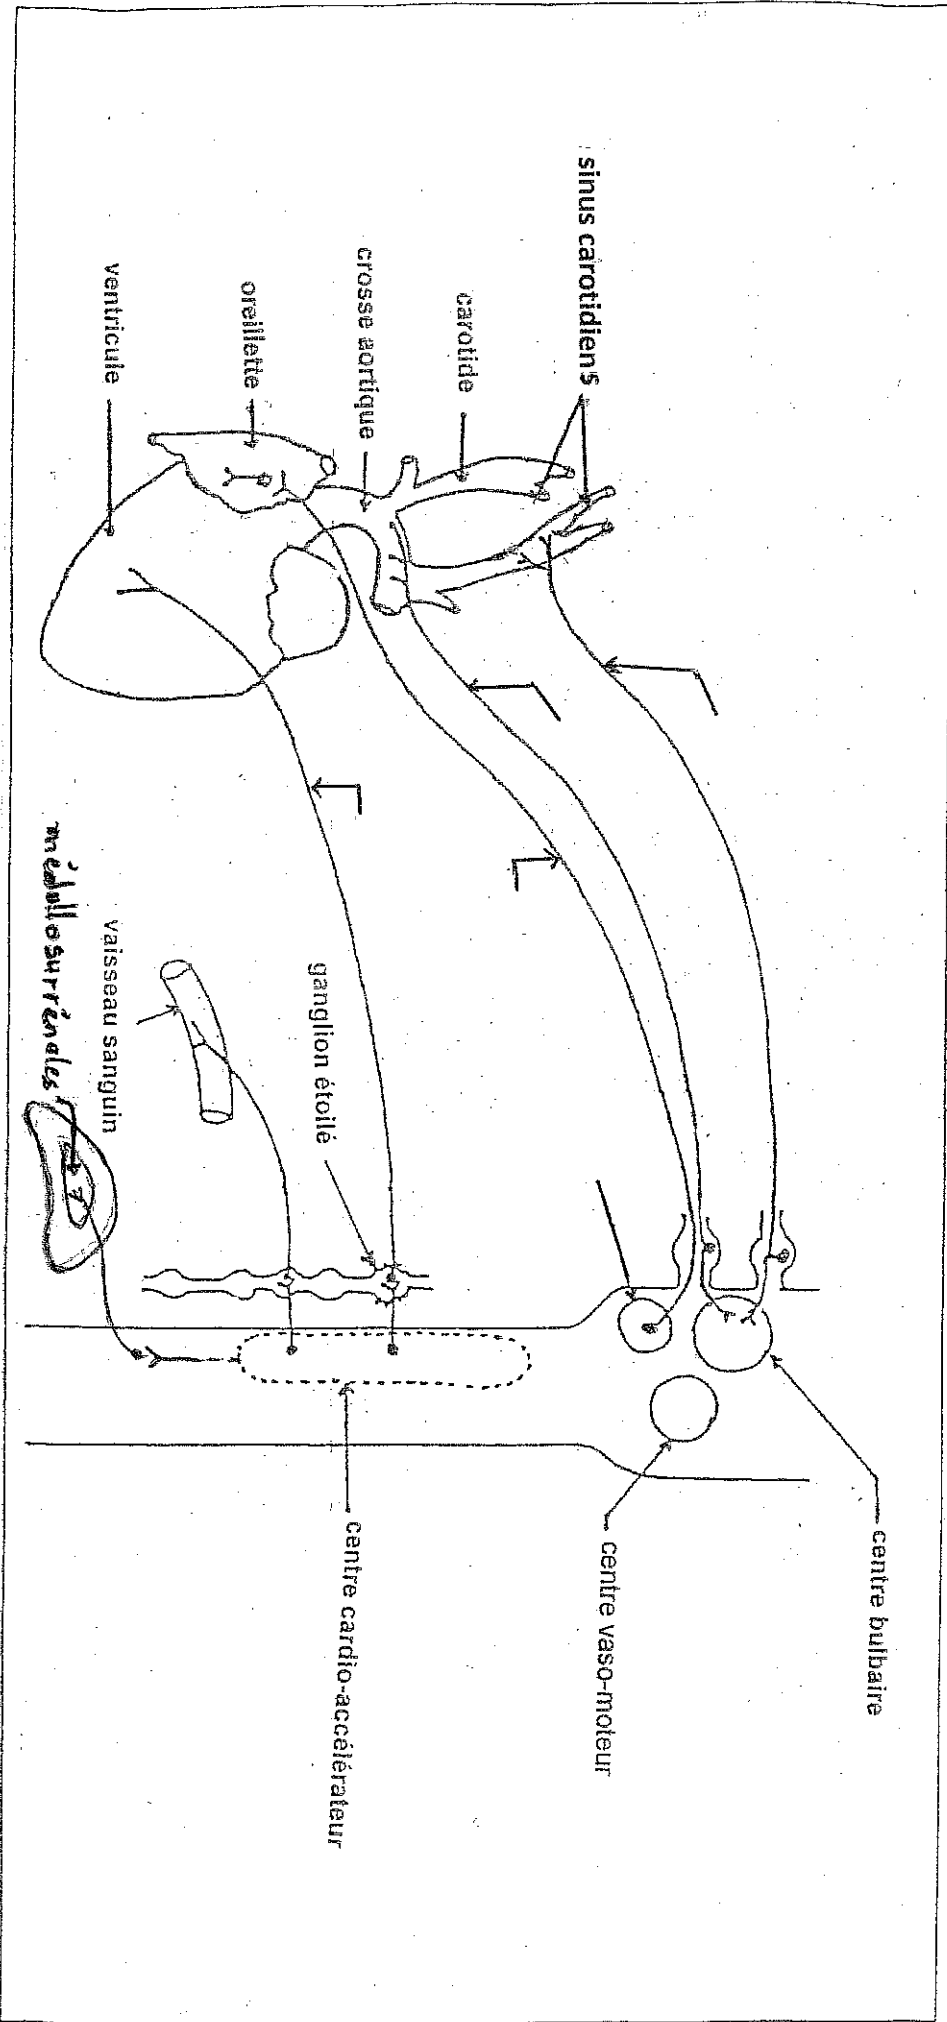 sinus carotidiens
carotide
crosse aortique
oreillette
ventricule
centre bulbaire
centre vaso-moteur
centre cardio-accélérateur
ganglion étoilé
vaisseau sanguin
médullosurrénales